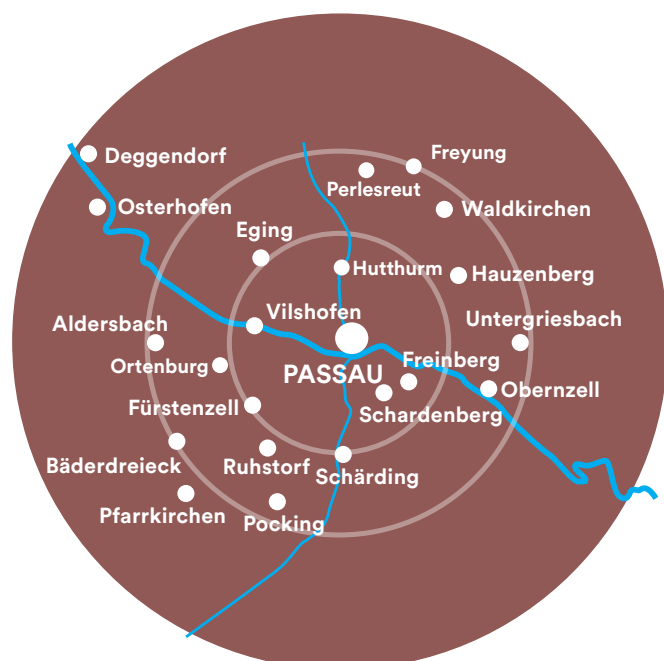 Deggendorf
Freyung
Perlesreut
Osterhofen
Waldkirchen
Eging
Hutthurm
Hauzenberg
Vilshofen
Untergriesbach
Aldersbach
Freinberg
Ortenburg
PASSAU
Obernzell
Fürstenzell
Schardenberg
Bäderdreieck
Ruhstorf
Schärding
Pfarrkirchen
Pocking